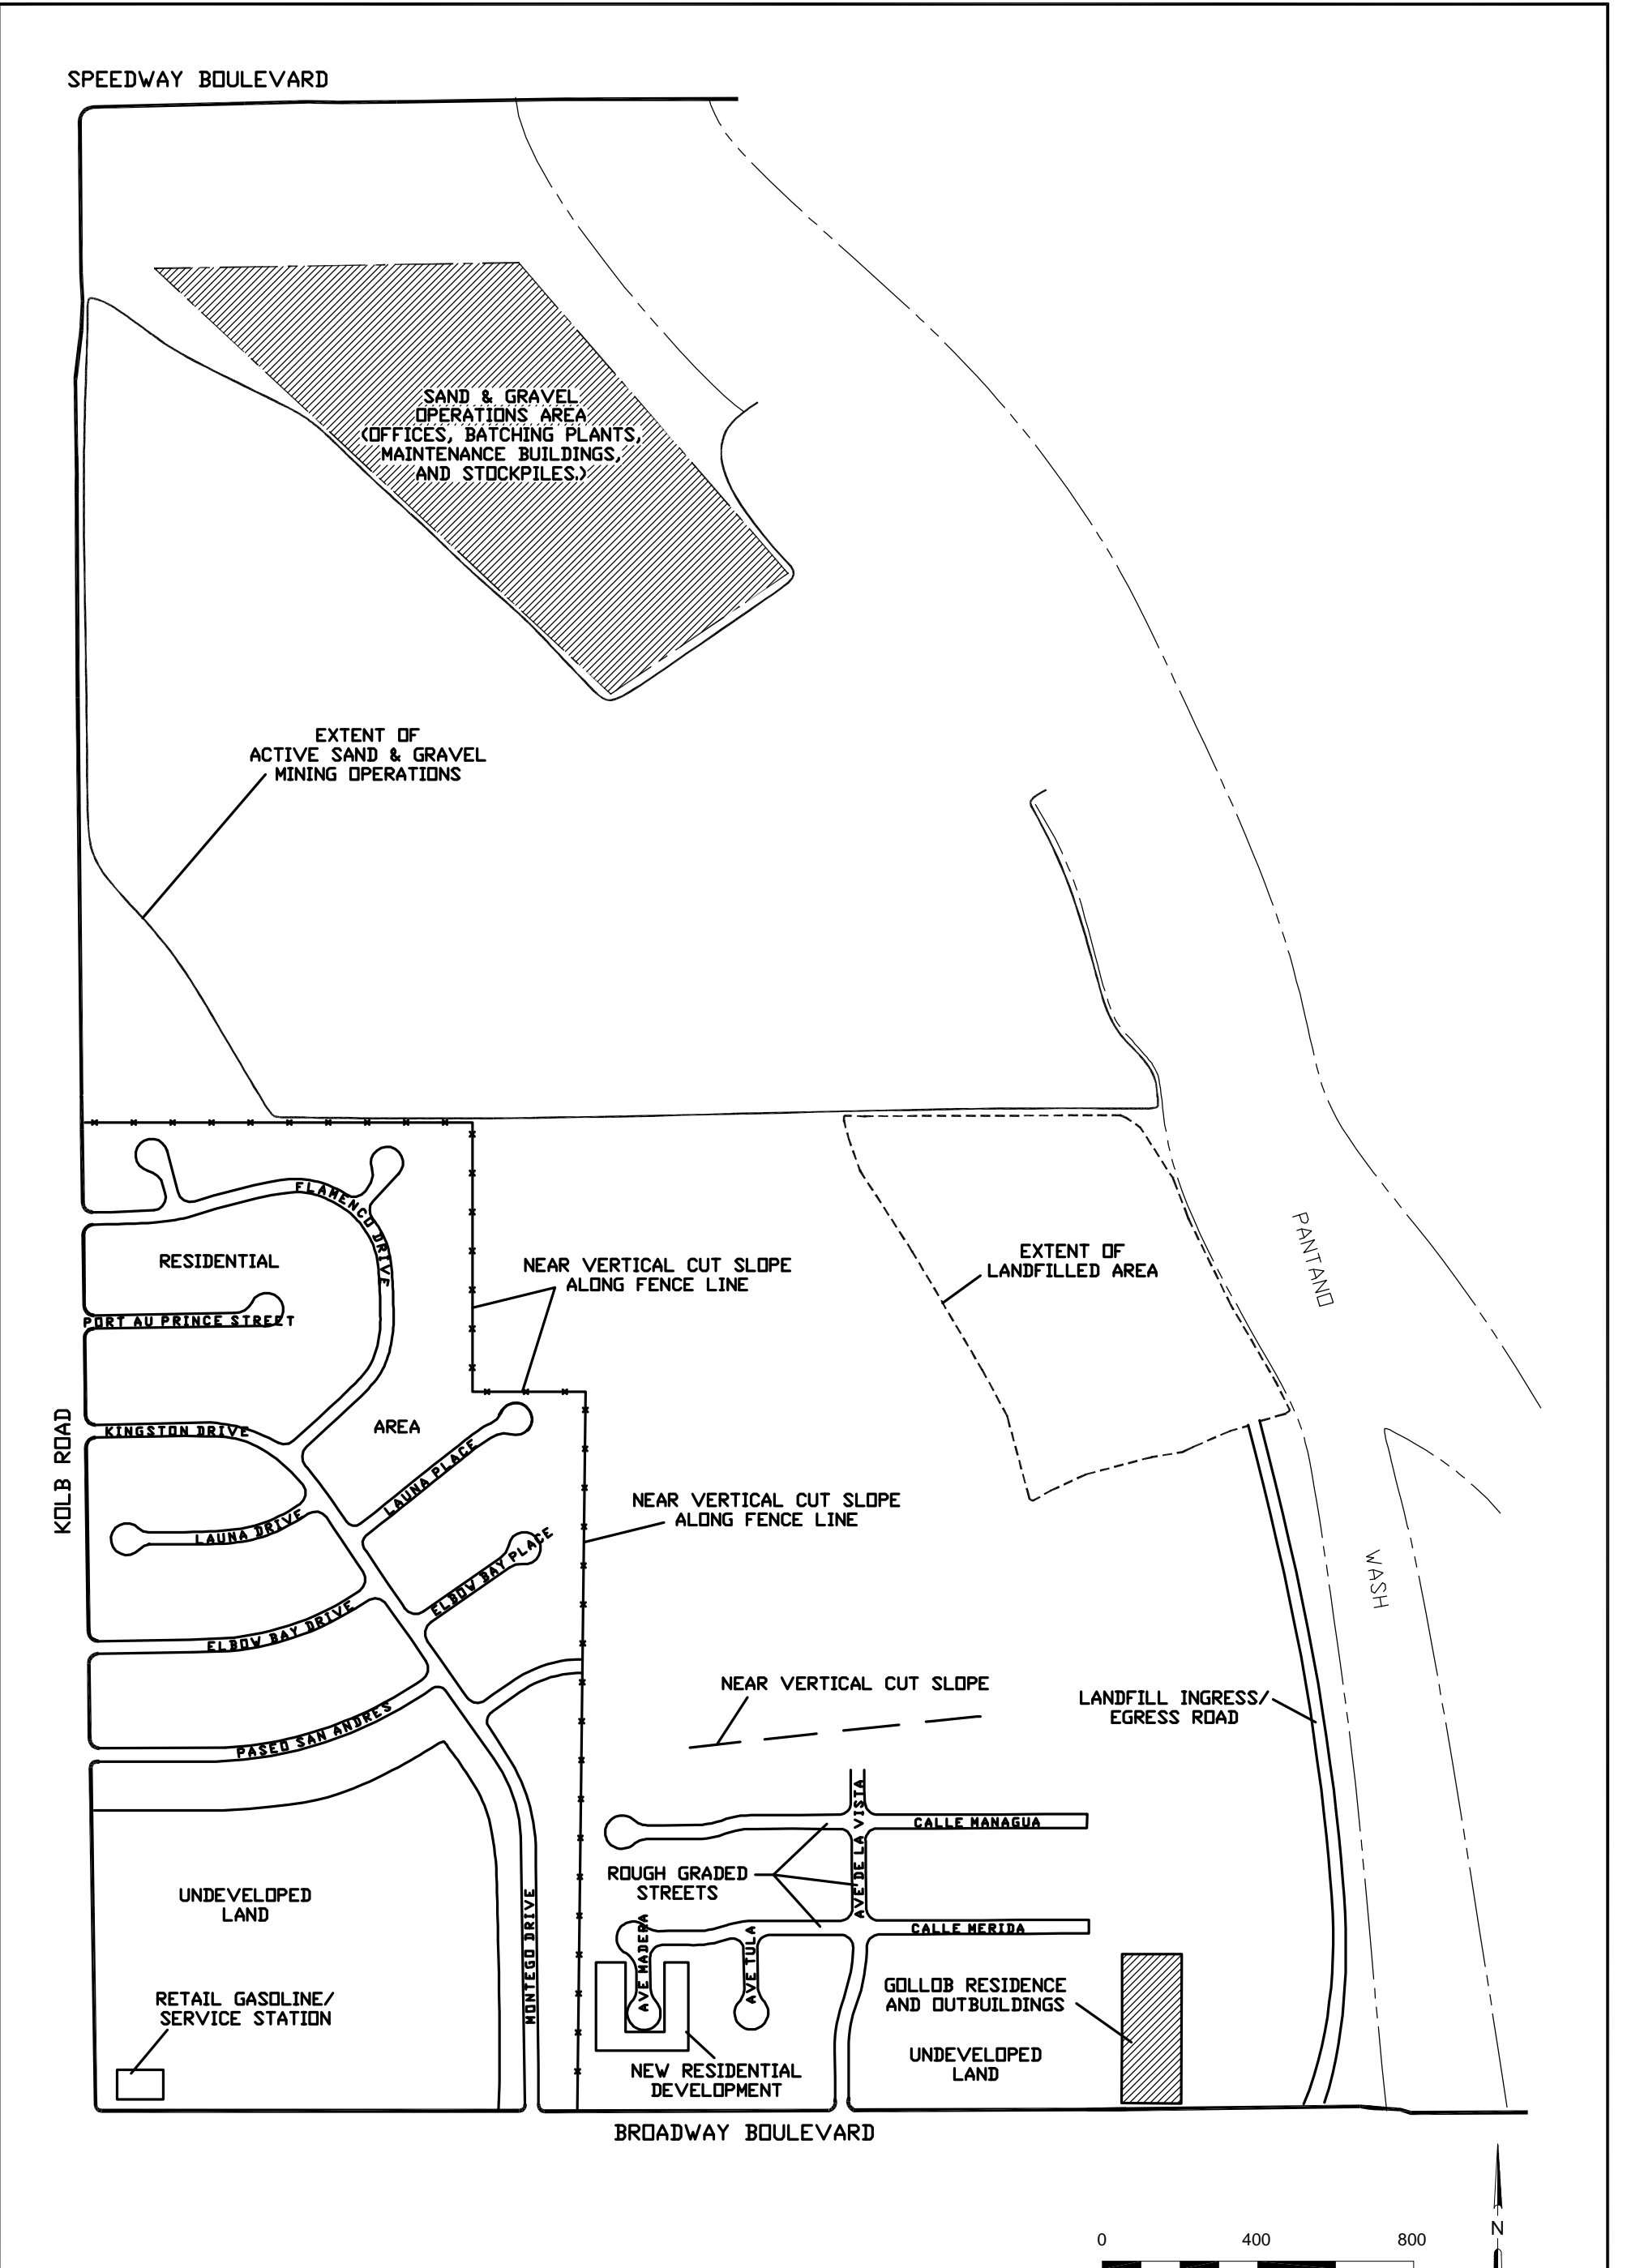 SPEEDWAY BOULEVARD
SAND & GRAVEL
OPERATIONS AREA
(OFFICES, BATCHING PLANTS,
MAINTENANCE BUILDINGS,
AND STOCKPILES.)
EXTENT OF
ACTIVE SAND & GRAVEL
MINING OPERATIONS
FLAMENCO DRIVE
RESIDENTIAL
NEAR VERTICAL CUT SLOPE
ALONG FENCE LINE
EXTENT OF
LANDFILLED AREA
PANTANO
PORT AU PRINCE STREET
KOLB ROAD
KINGSTON DRIVE
AREA
LAUNA PLACE
LAUNA DRIVE
NEAR VERTICAL CUT SLOPE
ALONG FENCE LINE
ELBOW BAY PLACE
WASH
ELBOW BAY DRIVE
NEAR VERTICAL CUT SLOPE
LANDFILL INGRESS/
EGRESS ROAD
PASEO SAN ANDRES
AVE DE LA VISTA
CALLE MANAGUA
ROUGH GRADED
STREETS
UNDEVELOPED
LAND
MONTEGO DRIVE
AVE MADERA
AVE TULA
CALLE MERIDA
GOLLOB RESIDENCE
AND OUTBUILDINGS
RETAIL GASOLINE/
SERVICE STATION
UNDEVELOPED
LAND
NEW RESIDENTIAL
DEVELOPMENT
BROADWAY BOULEVARD
N
0 400 800